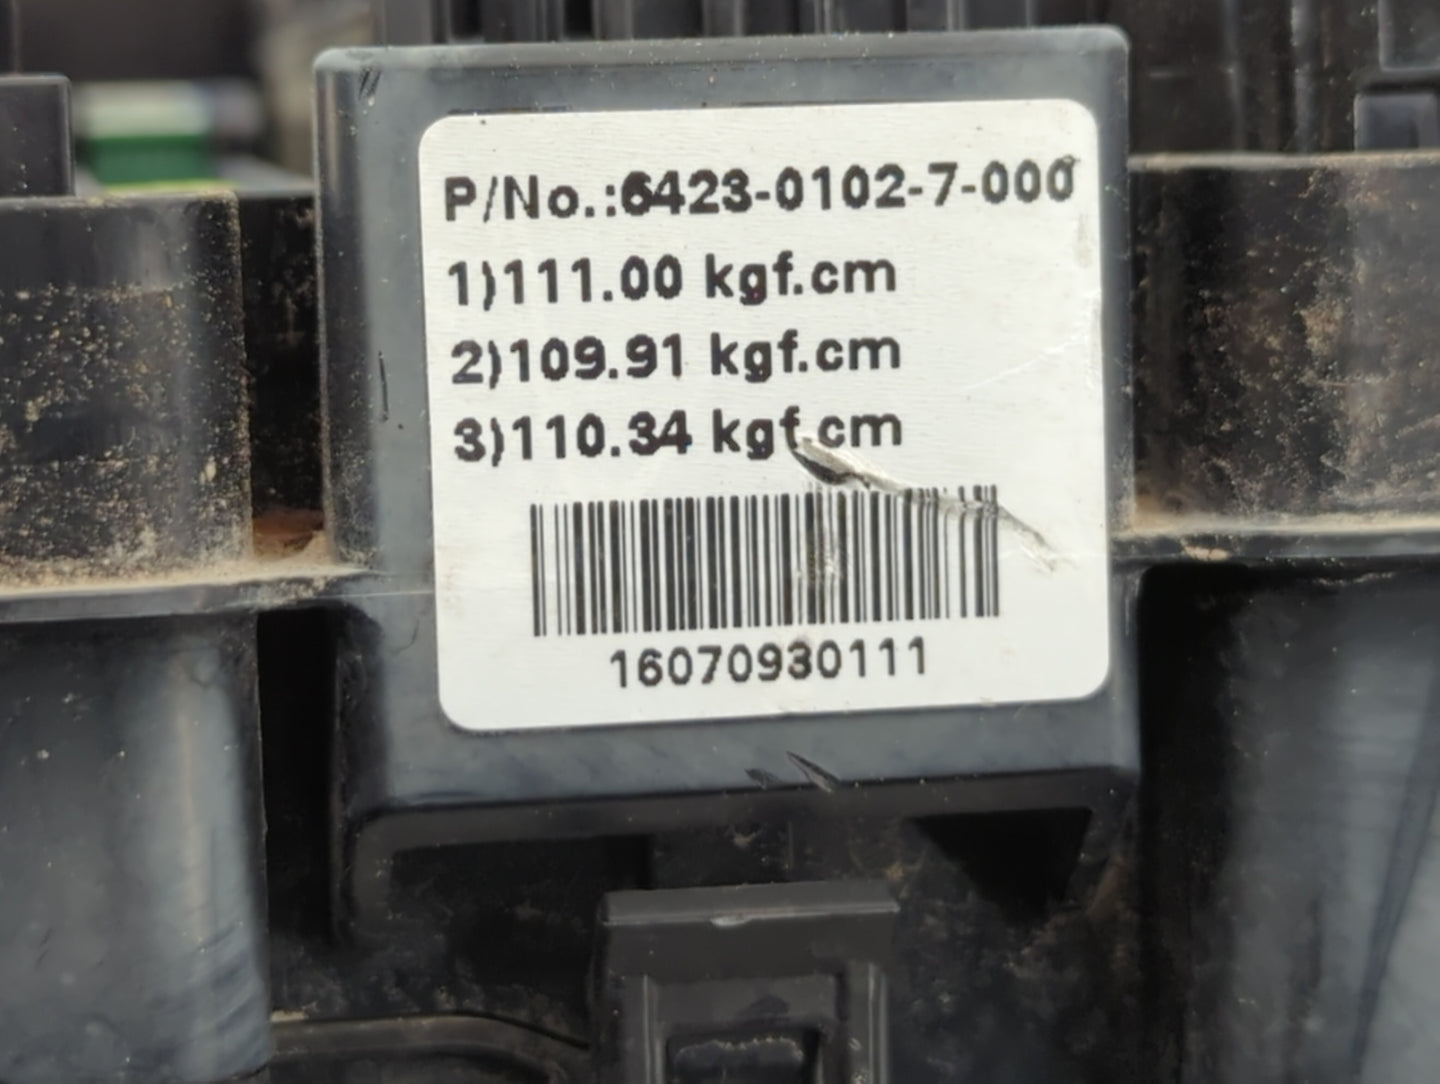 P/No.:6423-0102-7-000
1)111.00 kgf.cm
2)109.91 kgf.cm
3)110.34 kgf.cm
16070930111